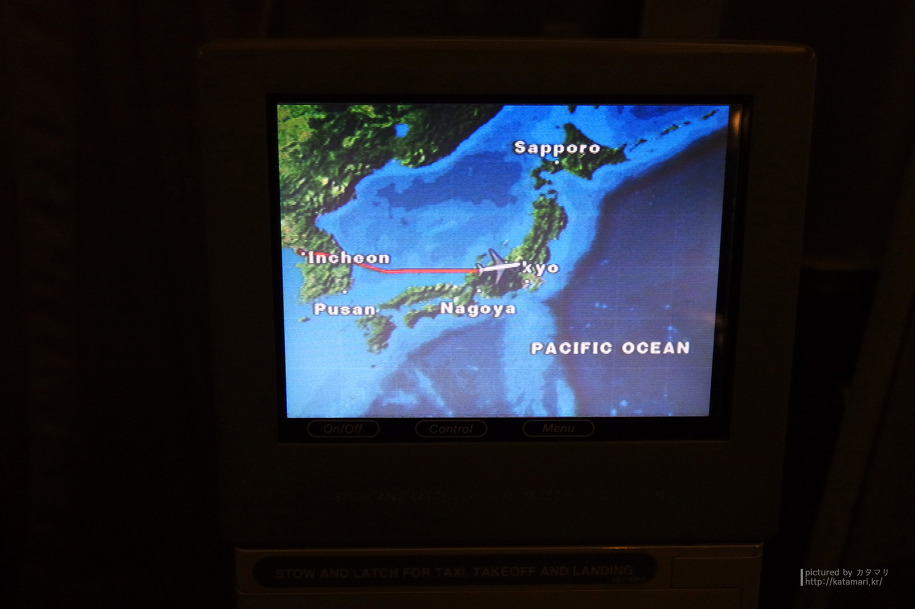 Sapporo
Incheon
kyo
Pusan
Nagoya
PACIFIC OCEAN
On/Off
Control
Menu
STOW AND LATCH FOR TAXI, TAKEOFF AND LANDING
pictured by カタマリ
http://katamari.kr/